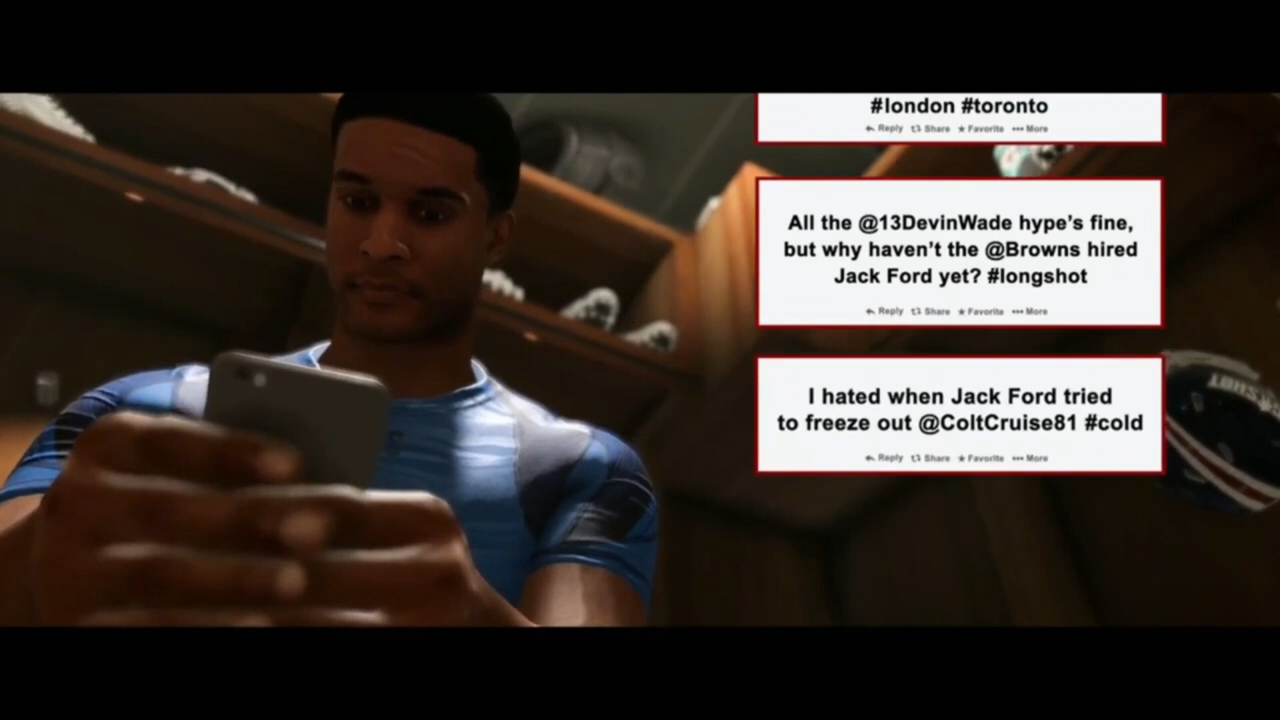 #london #toronto
Reply Share Favorite More
All the @13DevinWade hype's fine,
but why haven't the @Browns hired
Jack Ford yet? #longshot
Reply Share Favorite More
I hated when Jack Ford tried
to freeze out @ColtCruise81 #cold
Reply Share Favorite More